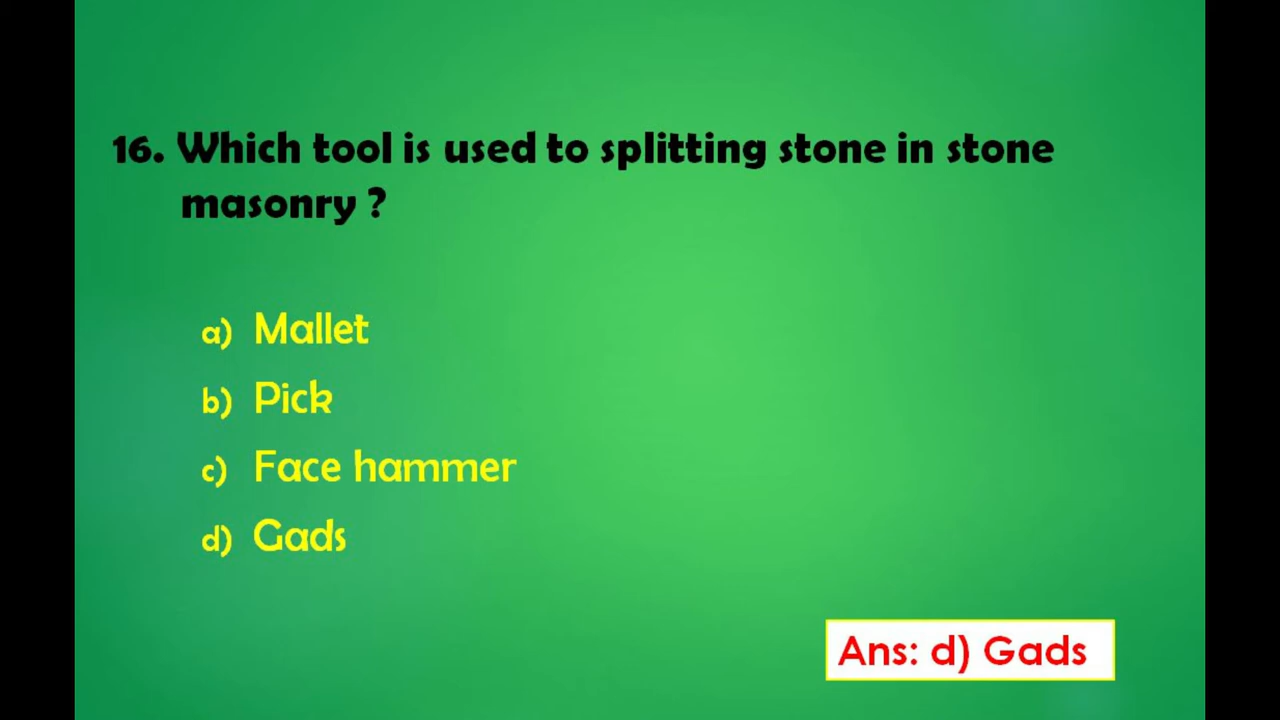 16. Which tool is used to splitting stone in stone
masonry ?
a) Mallet
b) Pick
c) Face hammer
d) Gads
Ans: d) Gads